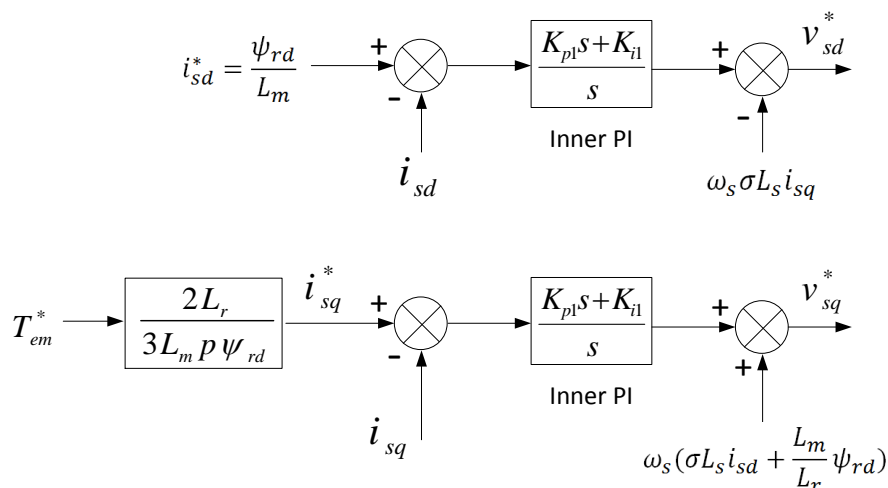 i*sd = ψrd / Lm
+
-
isd
Kp1s+Ki1 / s
Inner PI
+
-
v*sd
ωsσLsisq
T*em
2Lr / 3Lm p ψrd
i*sq
+
-
isq
Kp1s+Ki1 / s
Inner PI
+
+
v*sq
ωs(σLsisd + Lm/Lr ψrd)